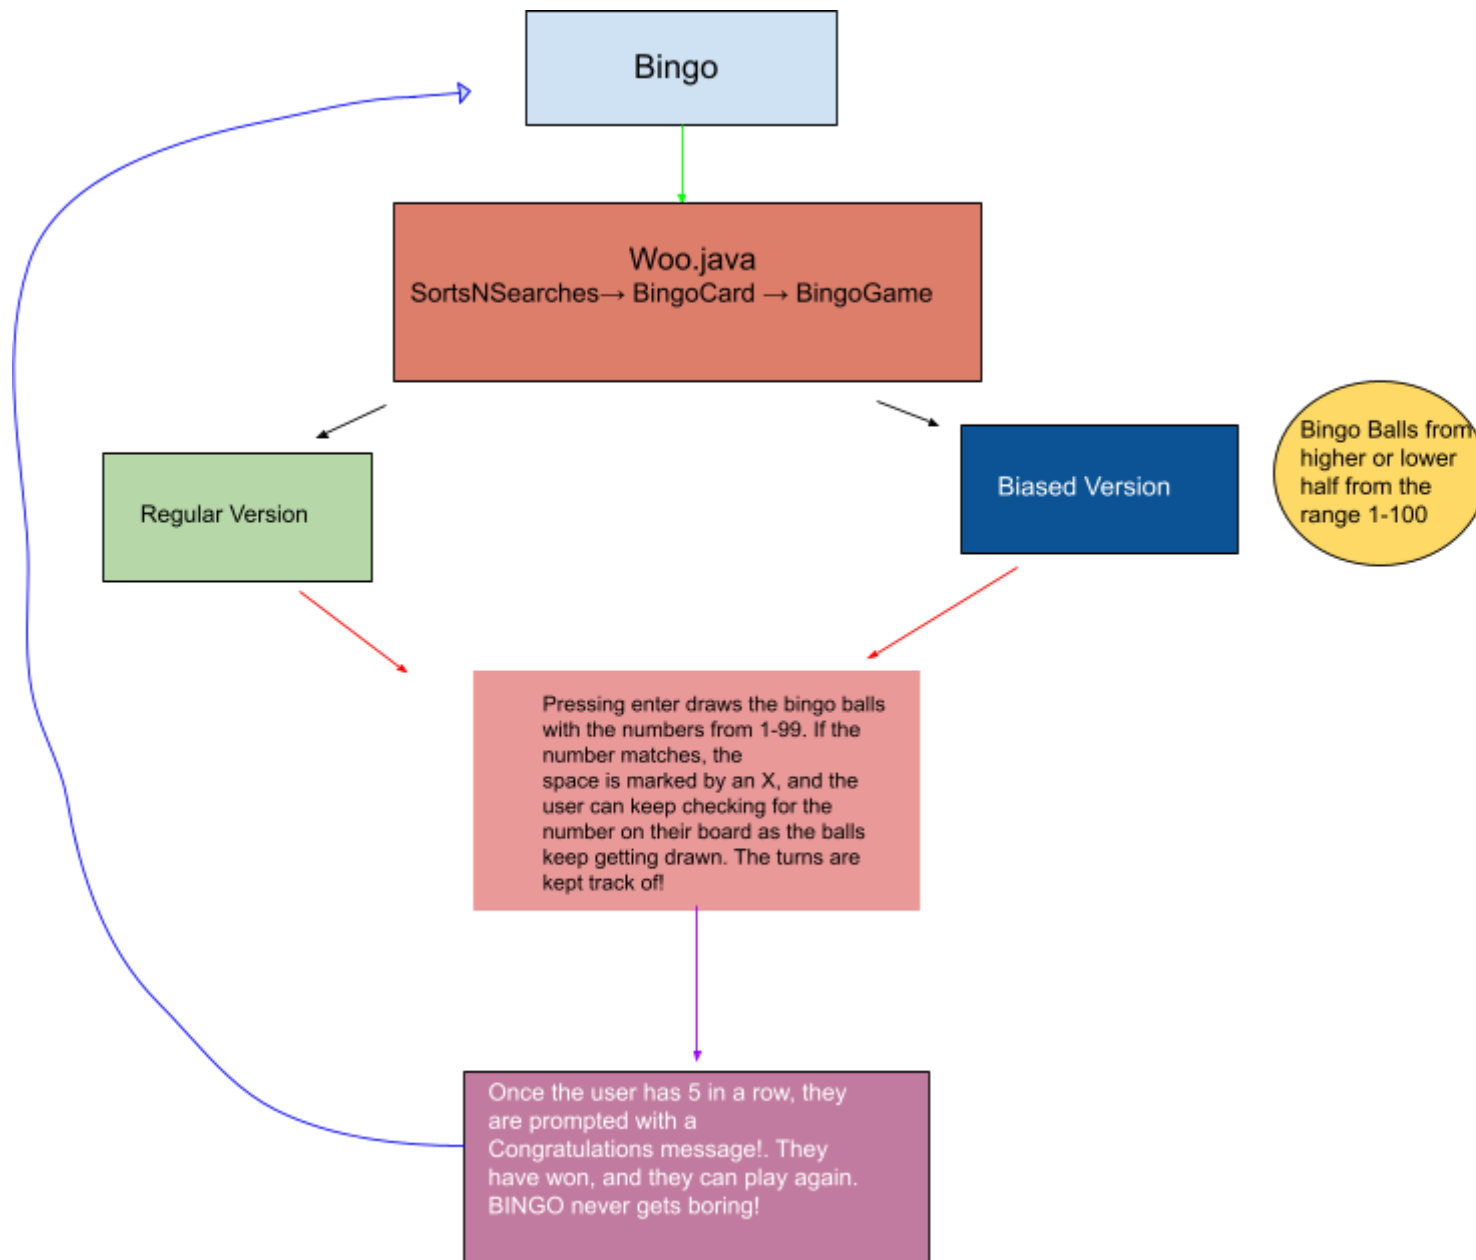 Bingo
Woo.java
SortsNSearches→ BingoCard → BingoGame
Regular Version
Biased Version
Bingo Balls from
higher or lower
half from the
range 1-100
Pressing enter draws the bingo balls
with the numbers from 1-99. If the
number matches, the
space is marked by an X, and the
user can keep checking for the
number on their board as the balls
keep getting drawn. The turns are
kept track of!
Once the user has 5 in a row, they
are prompted with a
Congratulations message!. They
have won, and they can play again.
BINGO never gets boring!